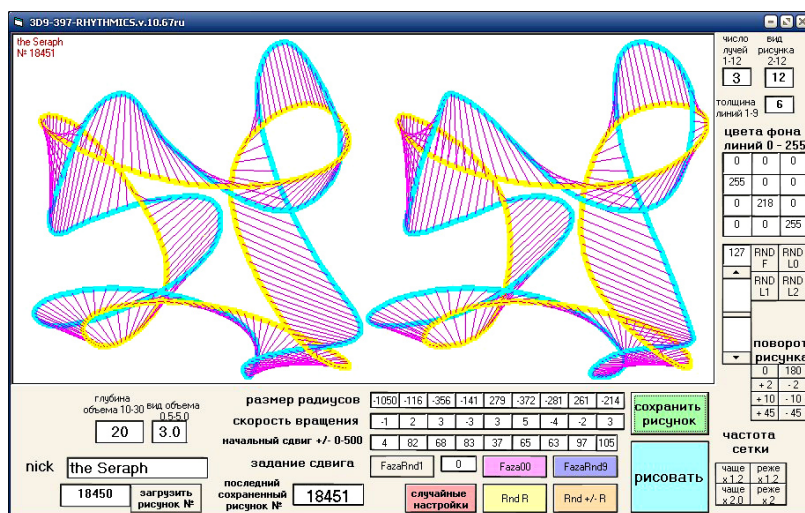 3D9-397-RHYTHMICS.v.10.67ru
the Seraph
№ 18451
число лучей 1-12
вид рисунка 2-12
3
12
толщина линий 1-9
6
цвета фона
линий 0 - 255
0 0 0
255 0 0
0 218 0
0 0 255
127
RND F
RND L0
RND L1
RND L2
поворот
рисунка
0 180
+ 2 - 2
+ 10 - 10
+ 45 - 45
частота
сетки
чаще x1.2
реже x1.2
чаще x2.0
реже x2
глубина
объема 10-30
вид объема
0.5-5.0
20
3.0
размер радиусов
-1050 -116 -356 -141 279 -372 -281 261 -214
скорость вращения
-1 2 3 -3 3 5 -4 -2 3
начальный сдвиг +/- 0-500
4 82 68 83 37 65 63 97 105
сохранить
рисунок
nick
the Seraph
задание сдвига
FazaRnd1
0
Faza00
FazaRnd9
18450
загрузить
рисунок №
последний
сохраненный
рисунок №
18451
случайные
настройки
Rnd R
Rnd +/- R
рисовать